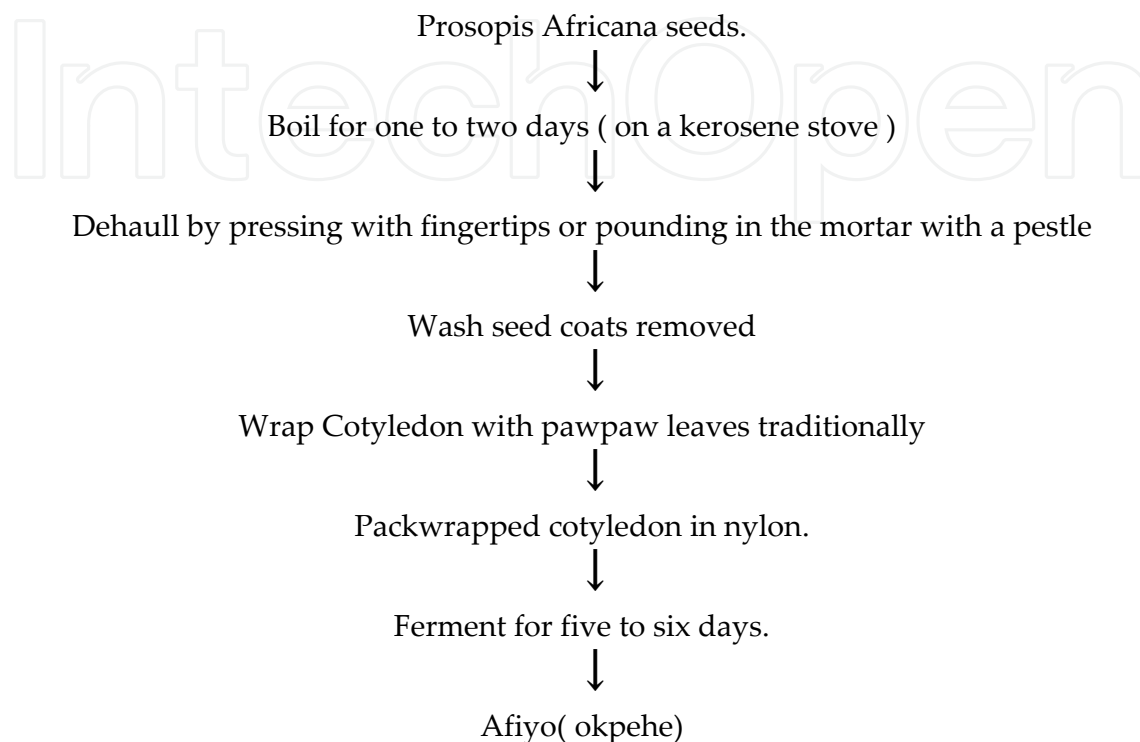 IntechOpen
Prosopis Africana seeds.
Boil for one to two days ( on a kerosene stove )
Dehaull by pressing with fingertips or pounding in the mortar with a pestle
Wash seed coats removed
Wrap Cotyledon with pawpaw leaves traditionally
Packwrapped cotyledon in nylon.
Ferment for five to six days.
Afiyo( okpehe)